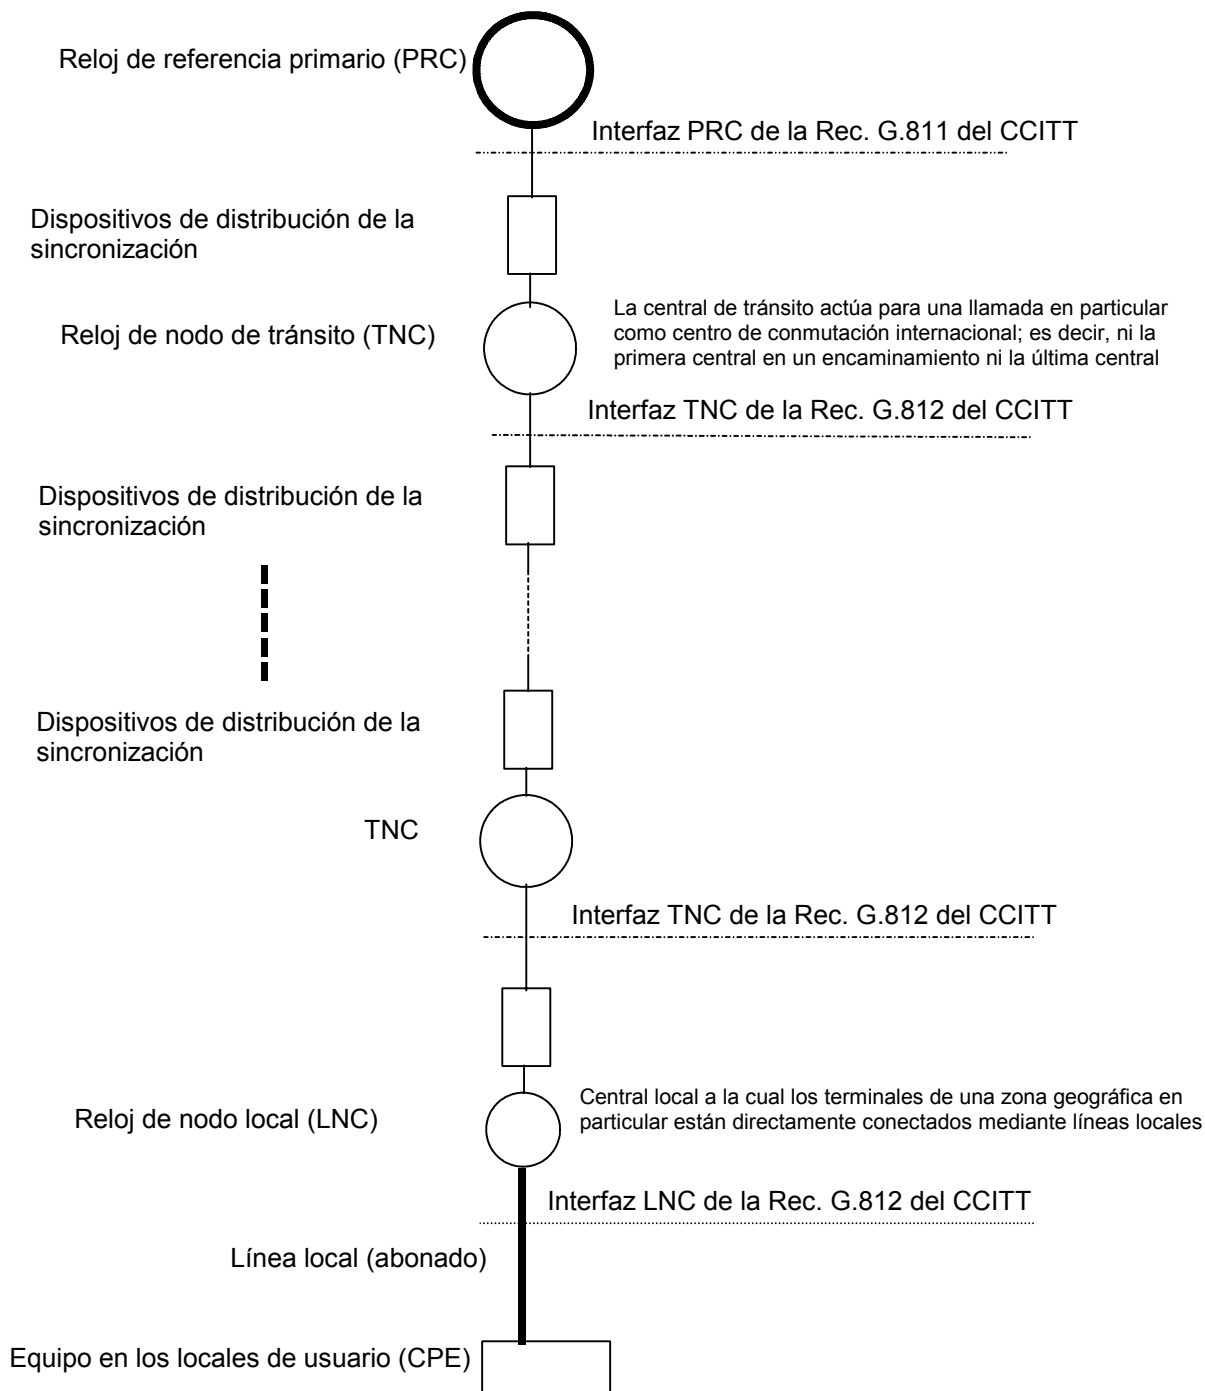 Reloj de referencia primario (PRC)
Interfaz PRC de la Rec. G.811 del CCITT
Dispositivos de distribución de la
sincronización
La central de tránsito actúa para una llamada en particular
como centro de conmutación internacional; es decir, ni la
primera central en un encaminamiento ni la última central
Reloj de nodo de tránsito (TNC)
Interfaz TNC de la Rec. G.812 del CCITT
Dispositivos de distribución de la
sincronización
Dispositivos de distribución de la
sincronización
TNC
Interfaz TNC de la Rec. G.812 del CCITT
Central local a la cual los terminales de una zona geográfica en
particular están directamente conectados mediante líneas locales
Reloj de nodo local (LNC)
Interfaz LNC de la Rec. G.812 del CCITT
Línea local (abonado)
Equipo en los locales de usuario (CPE)